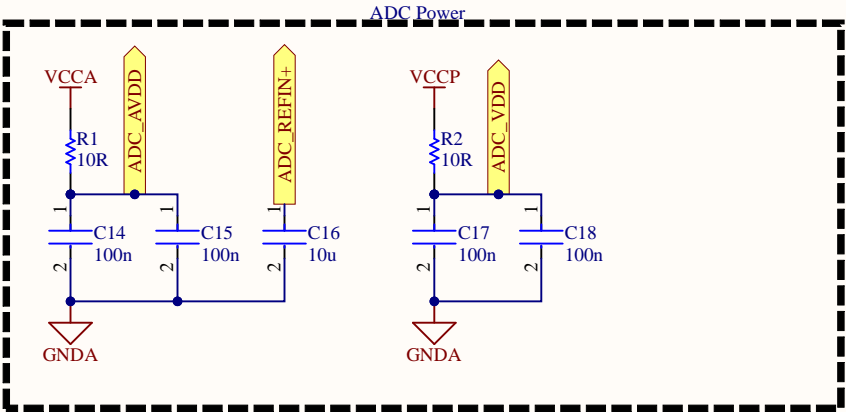 ADC Power
VCCA
ADC_AVDD
ADC_REFIN+
VCCP
ADC_VDD
R1
10R
R2
10R
1
C14
100n
2
1
C15
100n
2
1
C16
10u
2
1
C17
100n
2
1
C18
100n
2
GNDA
GNDA